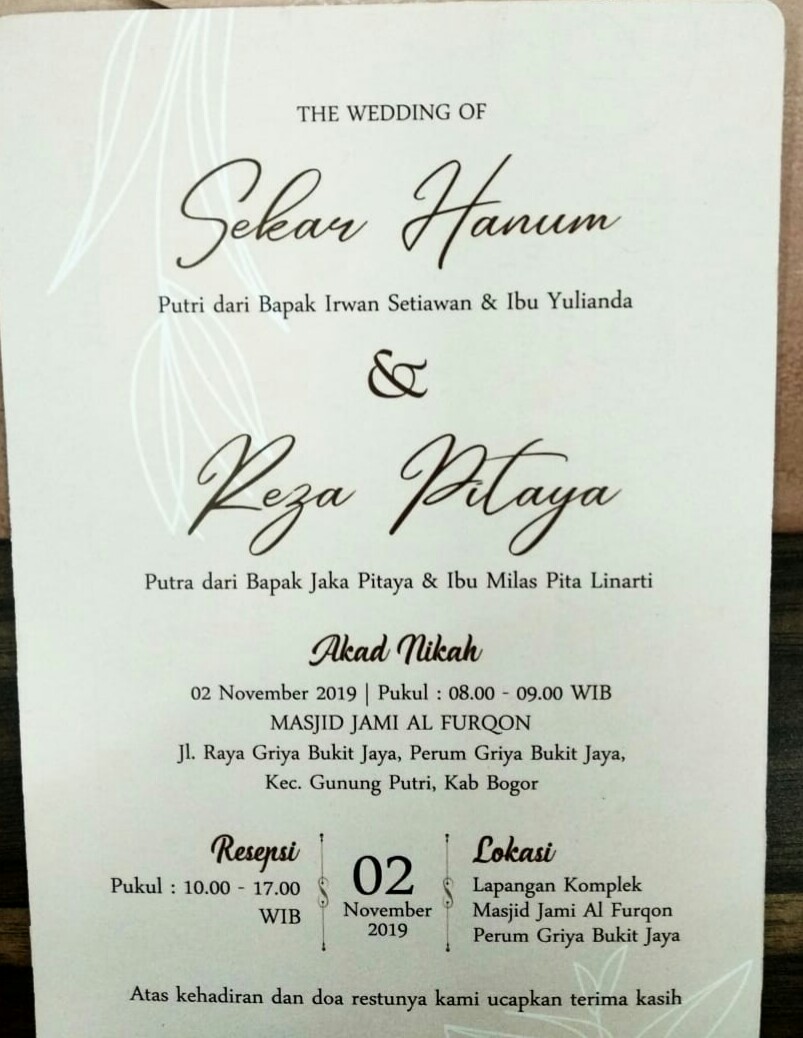 THE WEDDING OF
Sekar Hanum
Putri dari Bapak Irwan Setiawan & Ibu Yulianda
&
Reza Pitaya
Putra dari Bapak Jaka Pitaya & Ibu Milas Pita Linarti
Akad Nikah
02 November 2019 | Pukul : 08.00 - 09.00 WIB
MASJID JAMI AL FURQON
Jl. Raya Griya Bukit Jaya, Perum Griya Bukit Jaya,
Kec. Gunung Putri, Kab Bogor
Resepsi
Pukul : 10.00 - 17.00
WIB
02
November
2019
Lokasi
Lapangan Komplek
Masjid Jami Al Furqon
Perum Griya Bukit Jaya
Atas kehadiran dan doa restunya kami ucapkan terima kasih